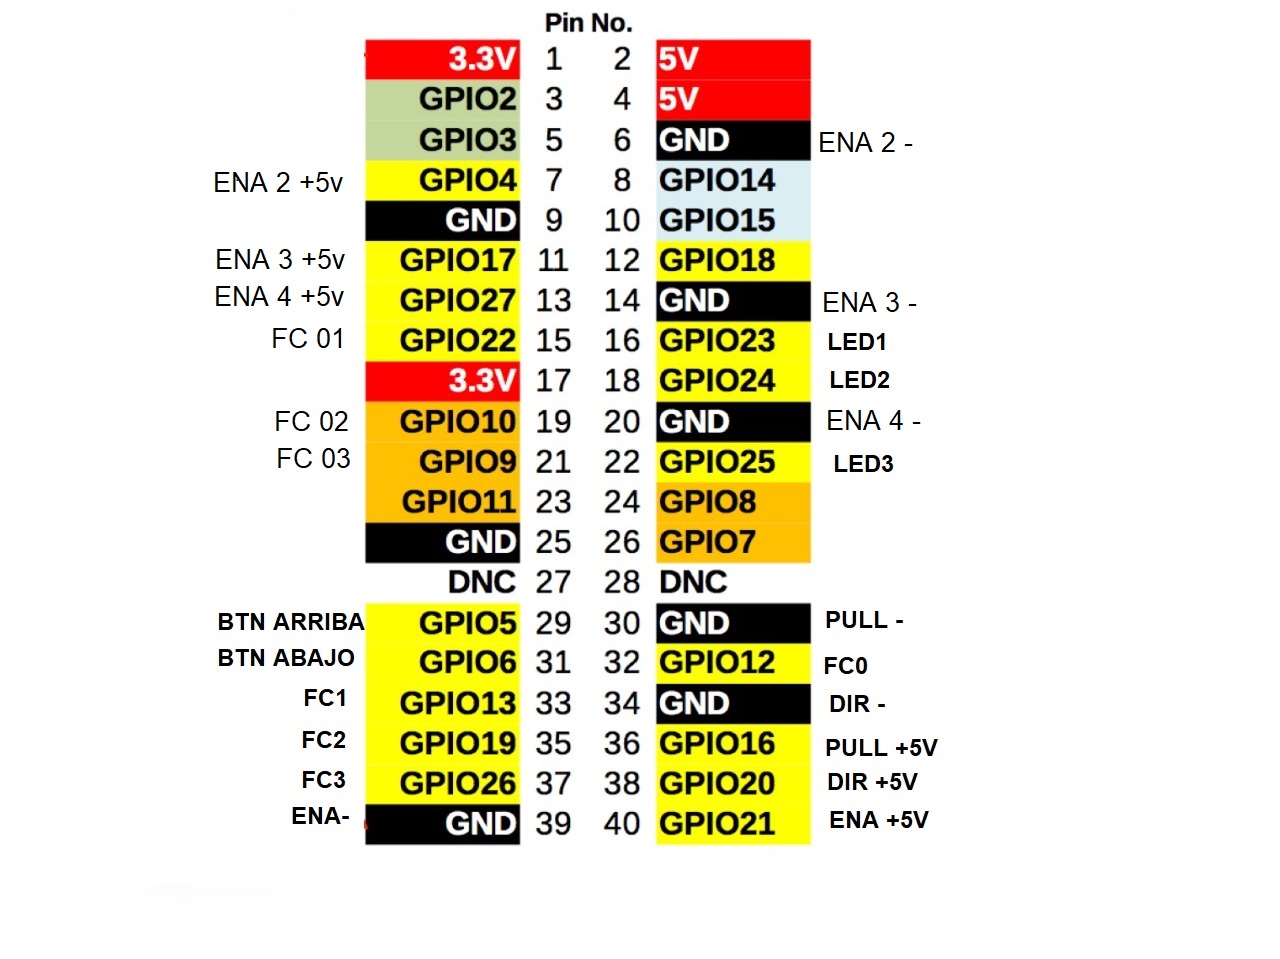 Pin No.
3.3V 1 2 5V
GPIO2 3 4 5V
GPIO3 5 6 GND ENA 2 -
ENA 2 +5v GPIO4 7 8 GPIO14
GND 9 10 GPIO15
ENA 3 +5v GPIO17 11 12 GPIO18
ENA 4 +5v GPIO27 13 14 GND ENA 3 -
FC 01 GPIO22 15 16 GPIO23 LED1
3.3V 17 18 GPIO24 LED2
FC 02 GPIO10 19 20 GND ENA 4 -
FC 03 GPIO9 21 22 GPIO25 LED3
GPIO11 23 24 GPIO8
GND 25 26 GPIO7
DNC 27 28 DNC
BTN ARRIBA GPIO5 29 30 GND PULL -
BTN ABAJO GPIO6 31 32 GPIO12 FC0
FC1 GPIO13 33 34 GND DIR -
FC2 GPIO19 35 36 GPIO16 PULL +5V
FC3 GPIO26 37 38 GPIO20 DIR +5V
ENA- GND 39 40 GPIO21 ENA +5V